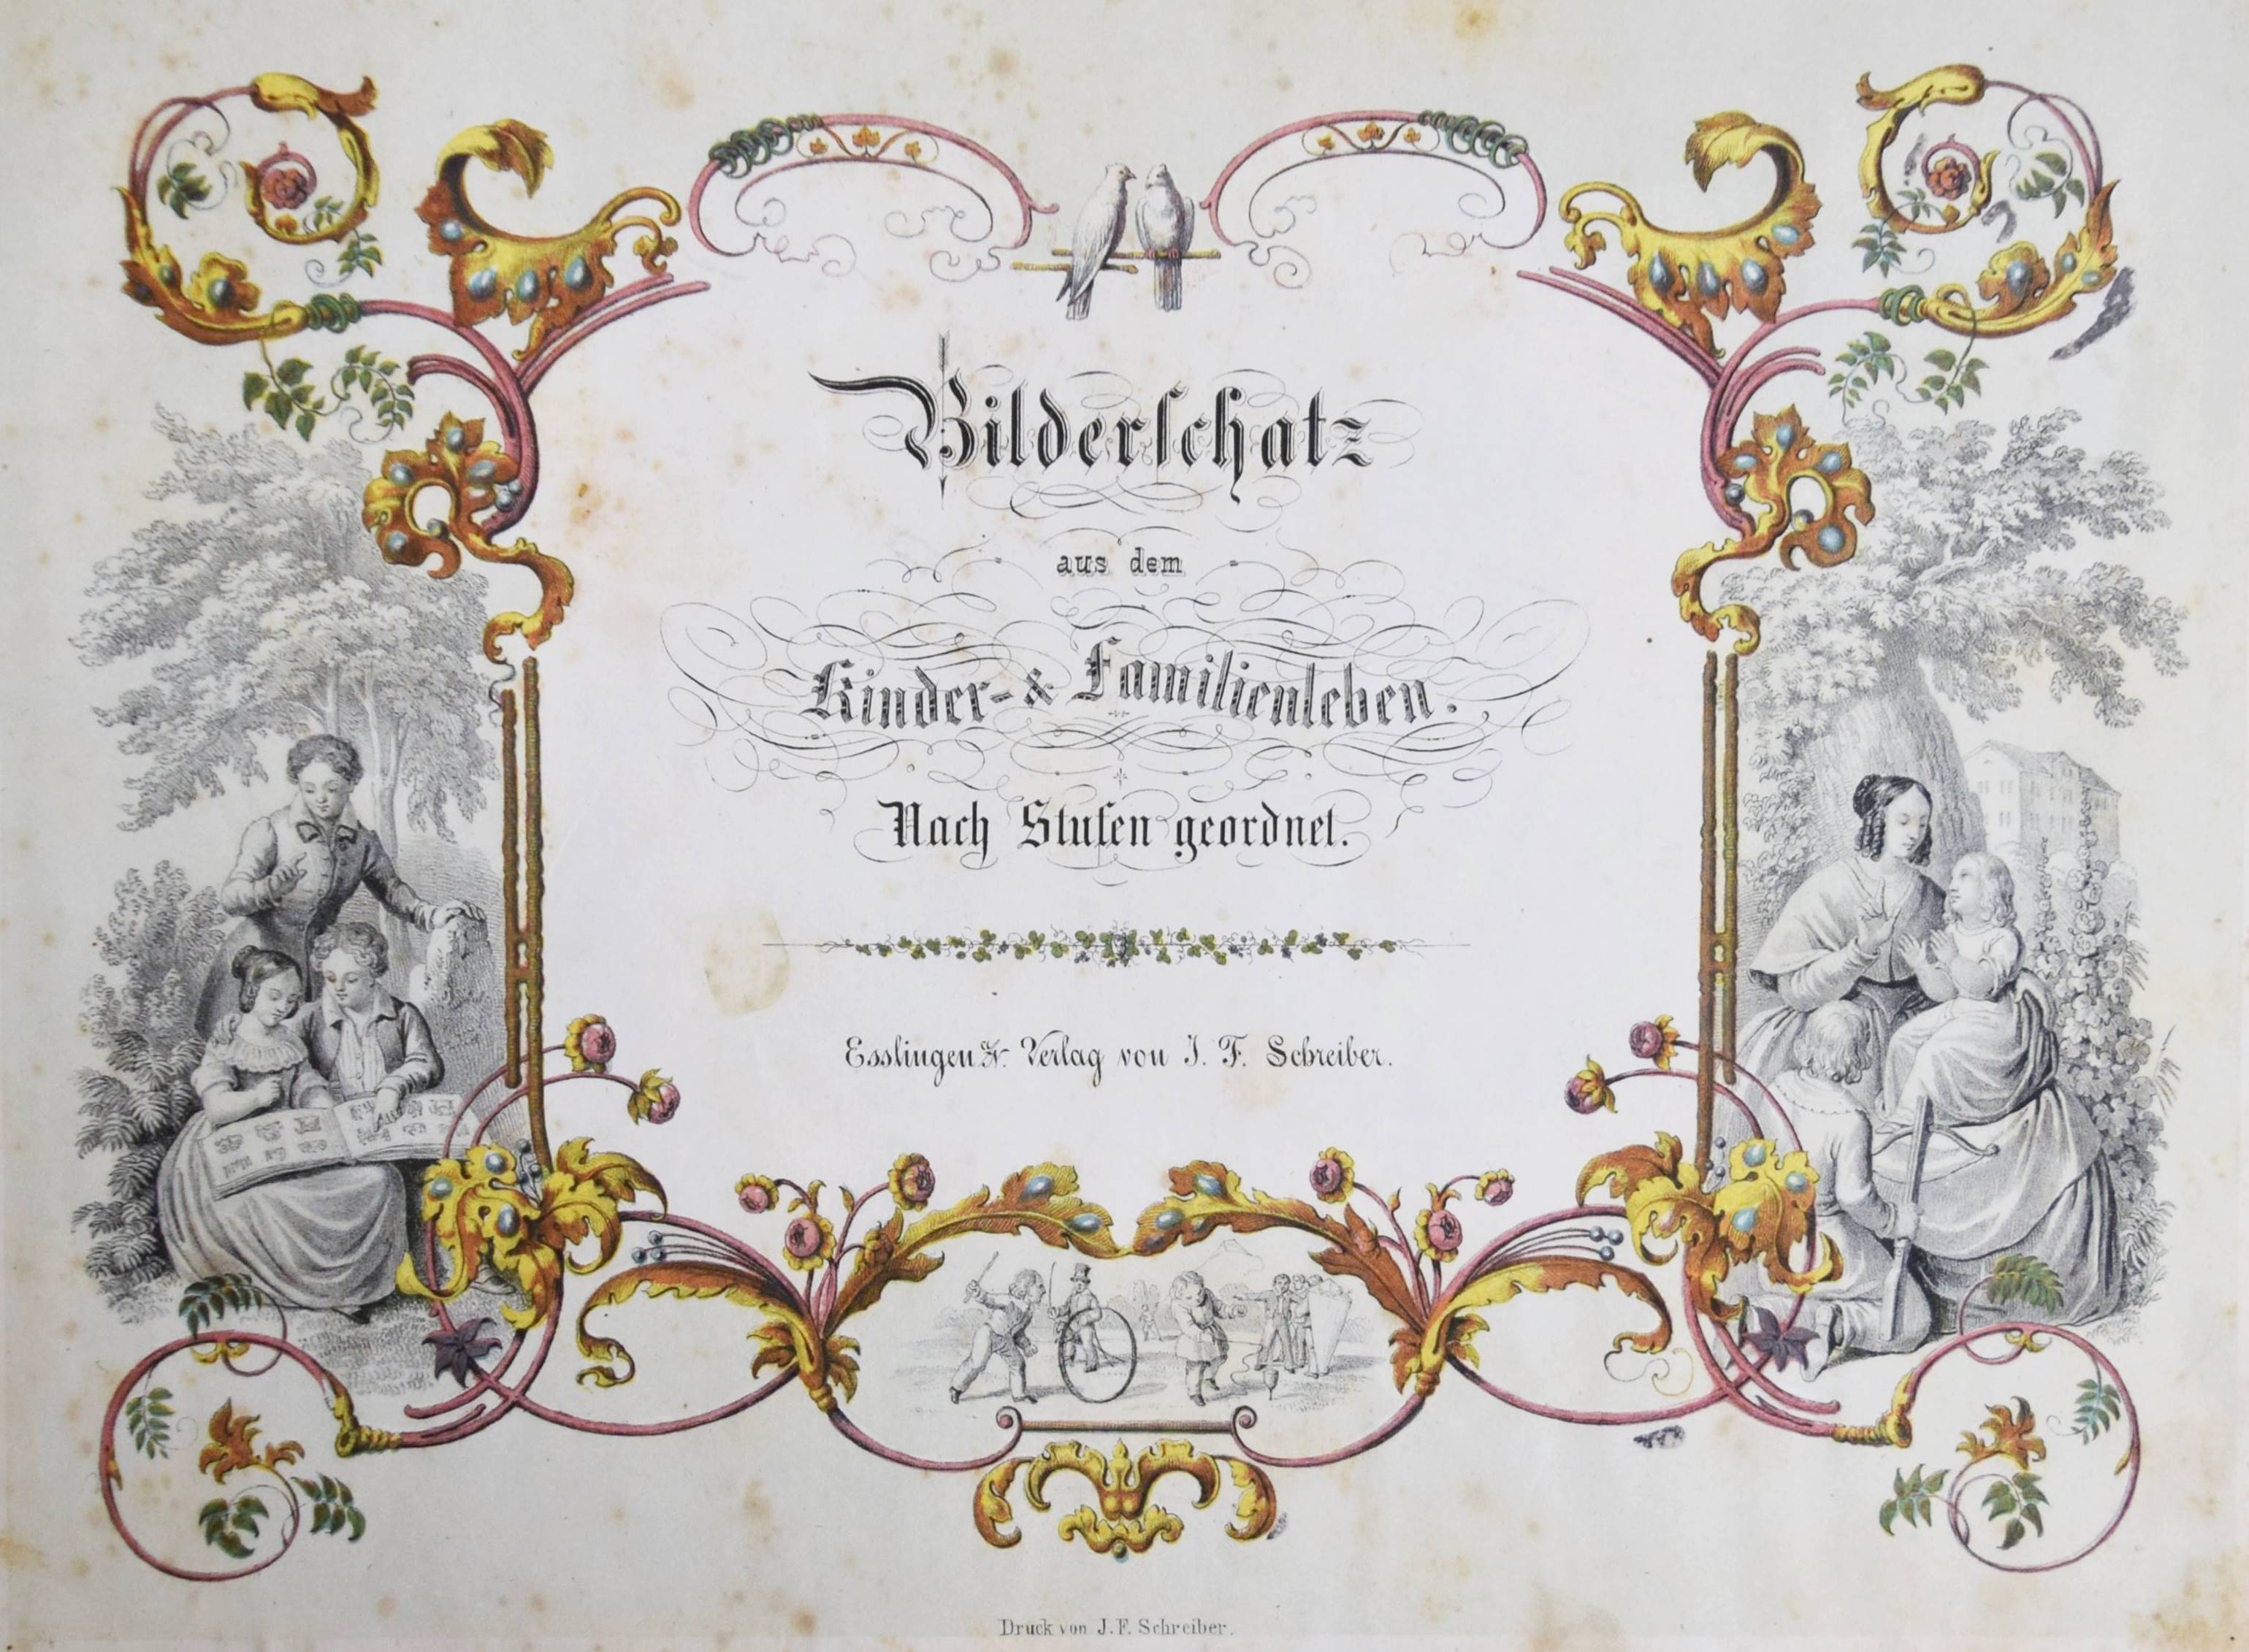 Bilderschatz
aus dem
Kinder- & Familienleben.
Nach Stufen geordnet.
Esslingen Verlag von J. F. Schreiber.
Druck von J. F. Schreiber.